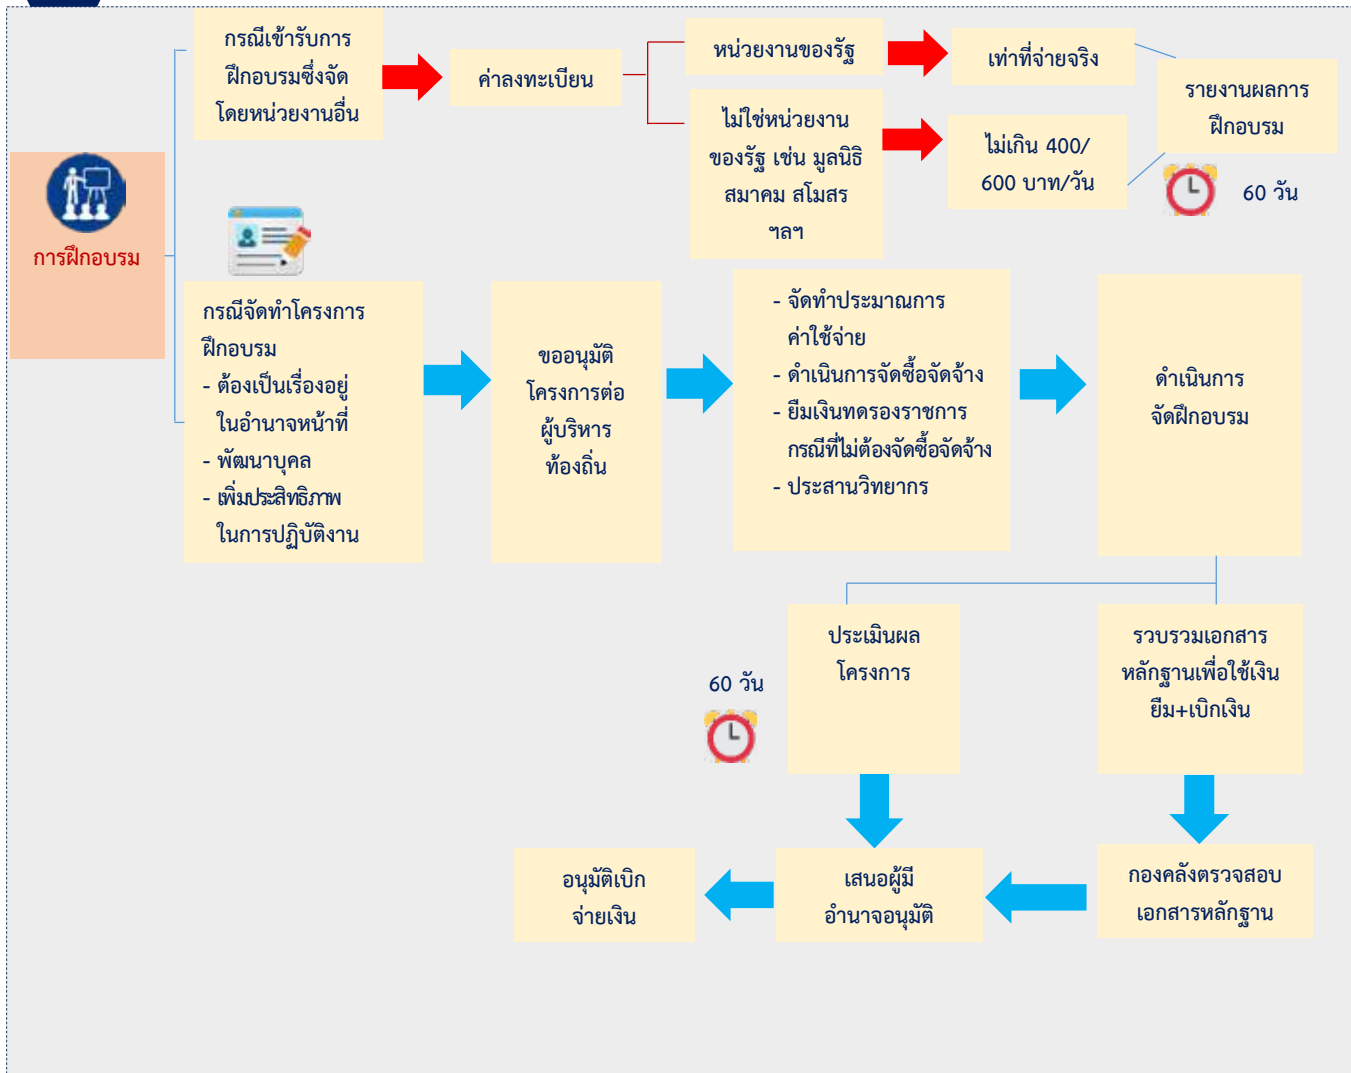 การฝึกอบรม
กรณีเข้ารับการ
ฝึกอบรมซึ่งจัด
โดยหน่วยงานอื่น
ค่าลงทะเบียน
หน่วยงานของรัฐ
เท่าที่จ่ายจริง
ไม่ใช่หน่วยงาน
ของรัฐ เช่น มูลนิธิ
สมาคม สโมสร
ฯลฯ
ไม่เกิน 400/
600 บาท/วัน
รายงานผลการ
ฝึกอบรม
60 วัน
กรณีจัดทำโครงการ
ฝึกอบรม
- ต้องเป็นเรื่องอยู่
ในอำนาจหน้าที่
- พัฒนาบุคล
- เพิ่มประสิทธิภาพ
ในการปฏิบัติงาน
ขออนุมัติ
โครงการต่อ
ผู้บริหาร
ท้องถิ่น
- จัดทำประมาณการ
ค่าใช้จ่าย
- ดำเนินการจัดซื้อจัดจ้าง
- ยืมเงินทดรองราชการ
กรณีที่ไม่ต้องจัดซื้อจัดจ้าง
- ประสานวิทยากร
ดำเนินการ
จัดฝึกอบรม
ประเมินผล
โครงการ
60 วัน
รวบรวมเอกสาร
หลักฐานเพื่อใช้เงิน
ยืม+เบิกเงิน
กองคลังตรวจสอบ
เอกสารหลักฐาน
เสนอผู้มี
อำนาจอนุมัติ
อนุมัติเบิก
จ่ายเงิน